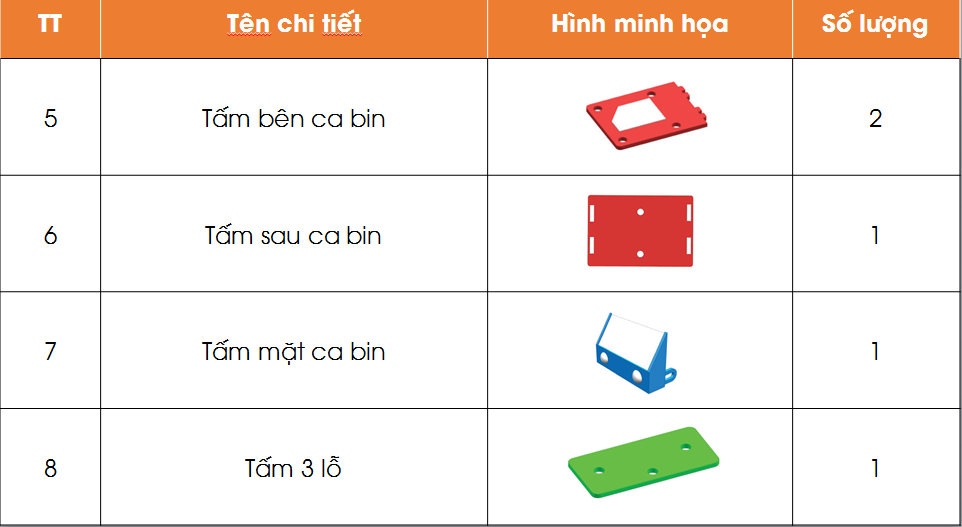 TT Tên chi tiết Hình minh họa Số lượng
5 Tấm bên ca bin 2
6 Tấm sau ca bin 1
7 Tấm mặt ca bin 1
8 Tấm 3 lỗ 1